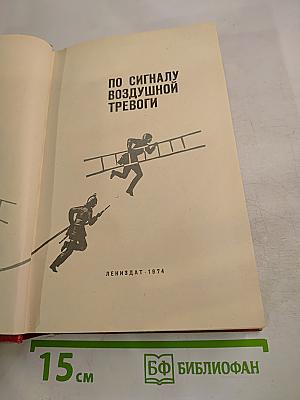 ПО СИГНАЛУ
ВОЗДУШНОЙ
ТРЕВОГИ
ЛЕНИЗДАТ · 1974
15 см
БФ БИБЛИОФАН